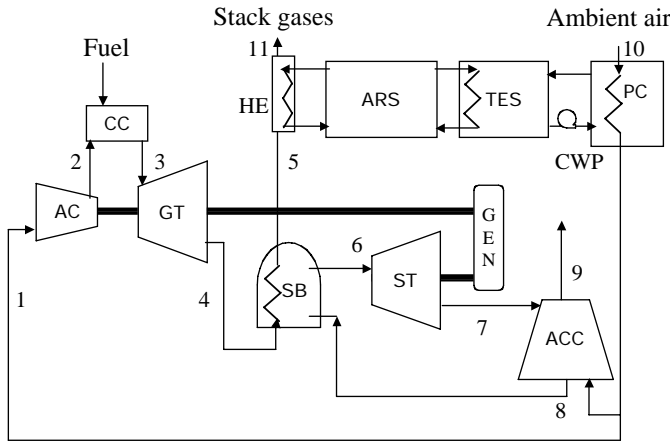 Stack gases
Ambient air
Fuel
11
10
HE
ARS
TES
PC
CC
CWP
2
3
5
AC
GT
GEN
6
1
4
SB
ST
9
7
ACC
8